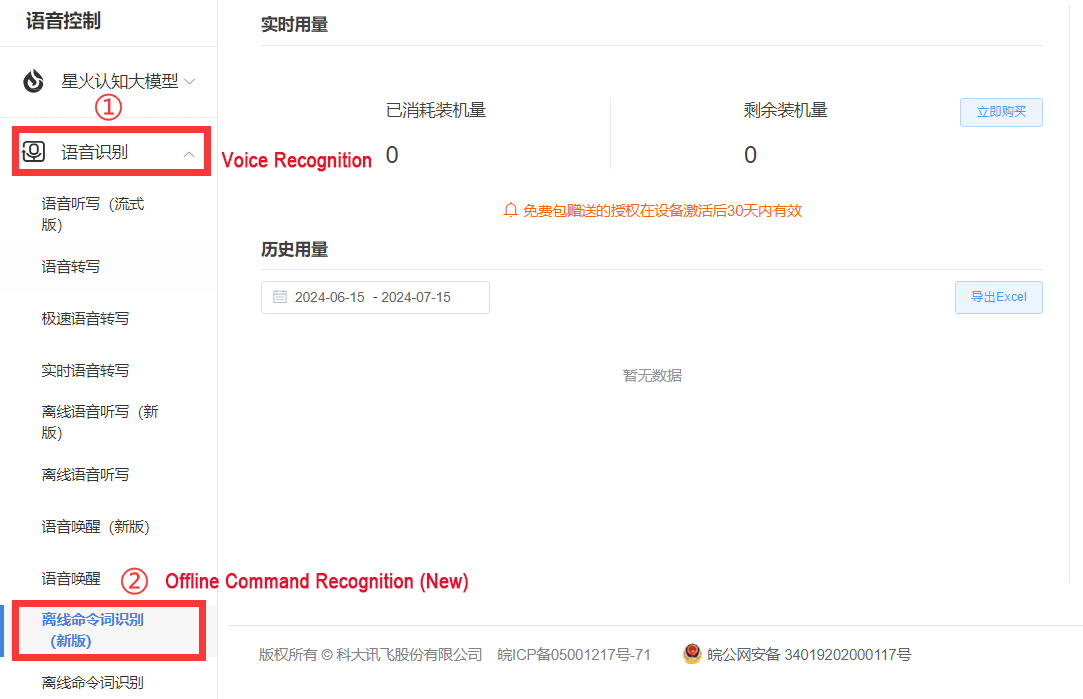 语音控制
星火认知大模型
①
语音识别
Voice Recognition
语音听写（流式
版）
语音转写
极速语音转写
实时语音转写
离线语音听写（新
版）
离线语音听写
语音唤醒（新版）
语音唤醒
②
Offline Command Recognition (New)
离线命令词识别
（新版）
离线命令词识别
实时用量
已消耗装机量
0
剩余装机量
0
立即购买
免费包赠送的授权在设备激活后30天内有效
历史用量
2024-06-15 - 2024-07-15
导出Excel
暂无数据
版权所有 © 科大讯飞股份有限公司 皖ICP备05001217号-71 皖公网安备 34019202000117号